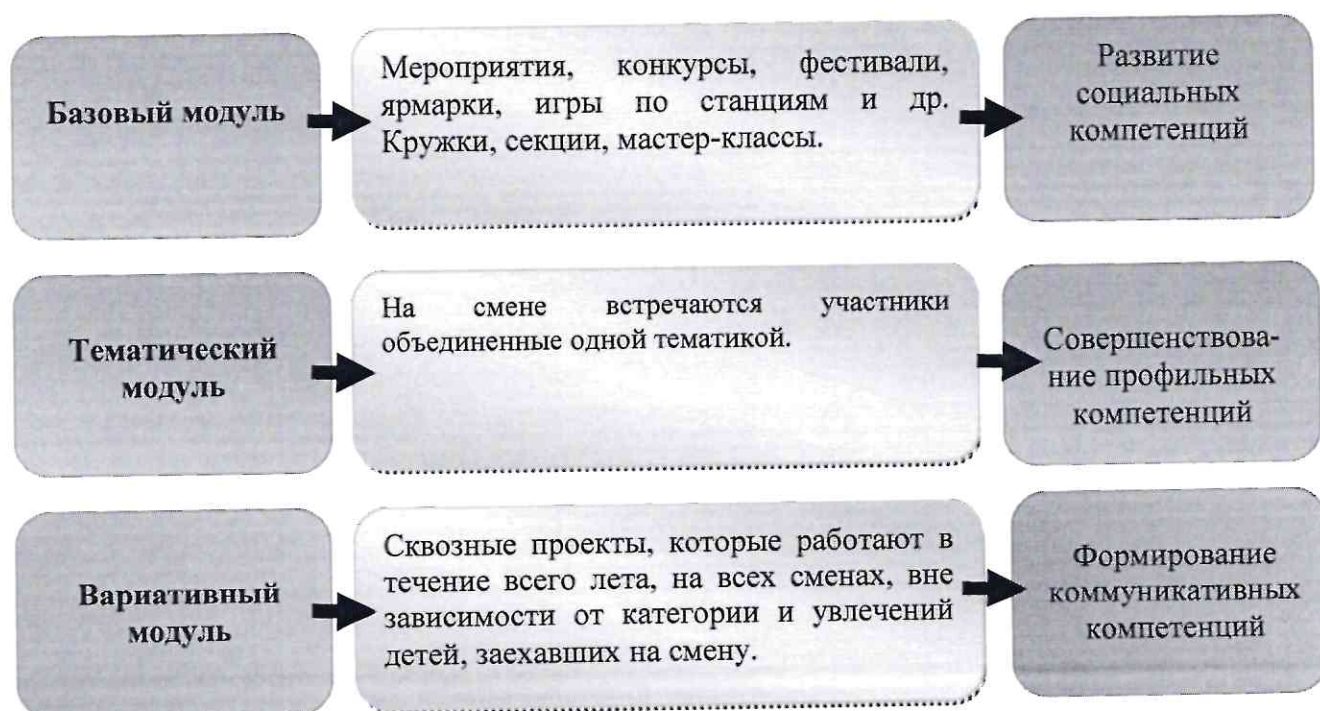 Базовый модуль
Мероприятия, конкурсы, фестивали,
ярмарки, игры по станциям и др.
Кружки, секции, мастер-классы.
Развитие
социальных
компетенций
Тематический
модуль
На смене встречаются участники
объединенные одной тематикой.
Совершенствова-
ние профильных
компетенций
Вариативный
модуль
Сквозные проекты, которые работают в
течение всего лета, на всех сменах, вне
зависимости от категории и увлечений
детей, заехавших на смену.
Формирование
коммуникативных
компетенций